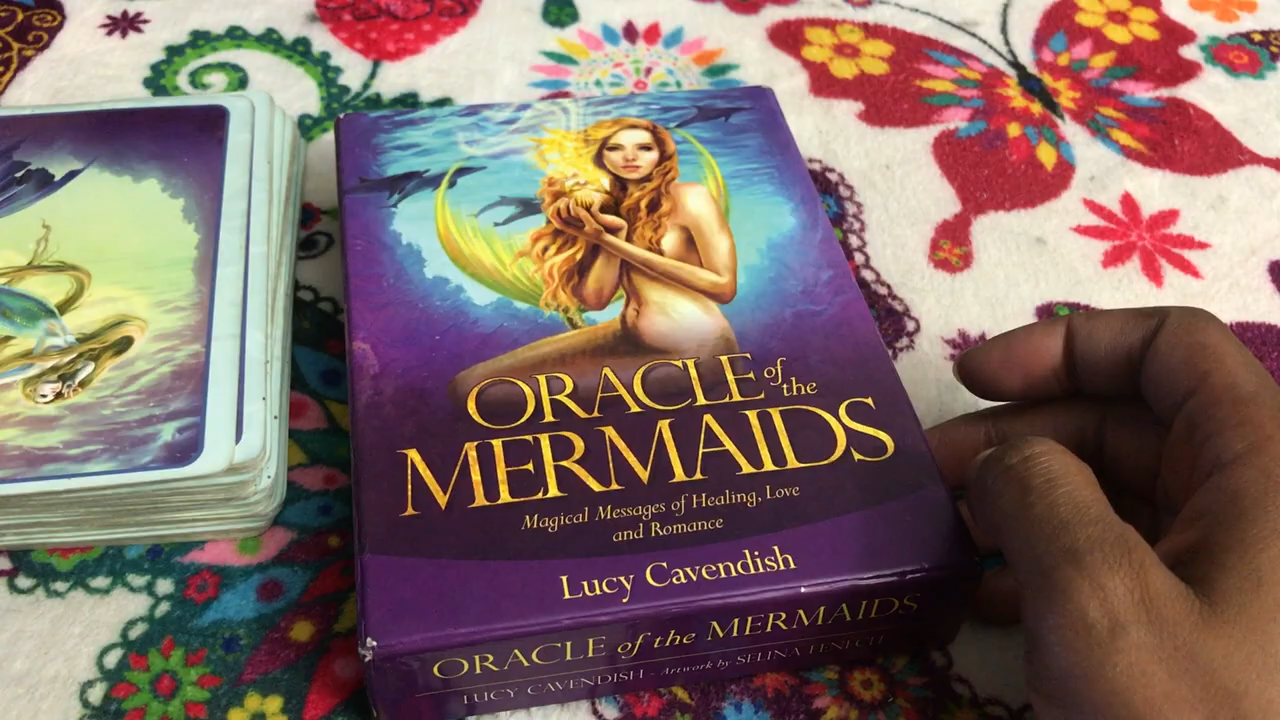 ORACLE of the
MERMAIDS
Magical Messages of Healing, Love
and Romance
Lucy Cavendish
ORACLE of the MERMAIDS
LUCY CAVENDISH - Artwork by SELINA FENECH